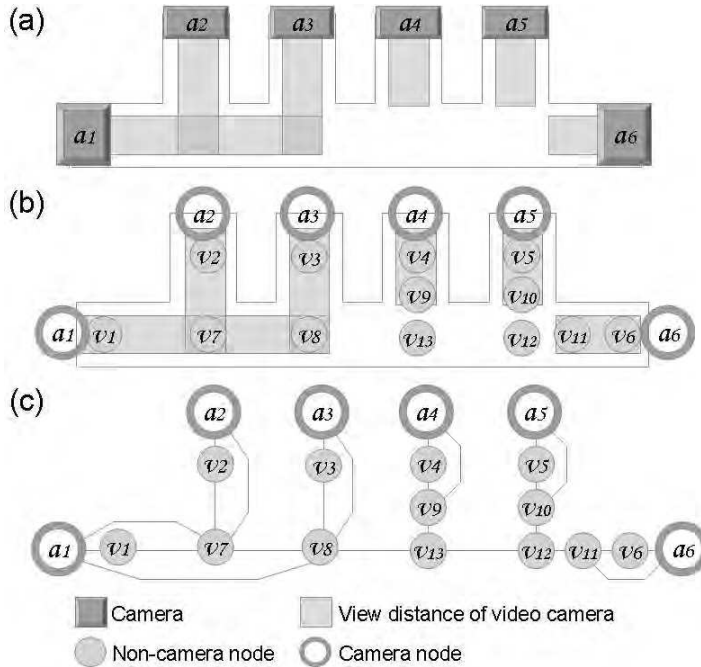 (a)
a2 a3 a4 a5
a1 a6
(b)
a2 a3 a4 a5
v2 v3 v4 v5
v9 v10
a1 v1 v7 v8 v13 v12 v11 v6 a6
(c)
a2 a3 a4 a5
v2 v3 v4 v5
v9 v10
a1 v1 v7 v8 v13 v12 v11 v6 a6
Camera View distance of video camera
Non-camera node Camera node